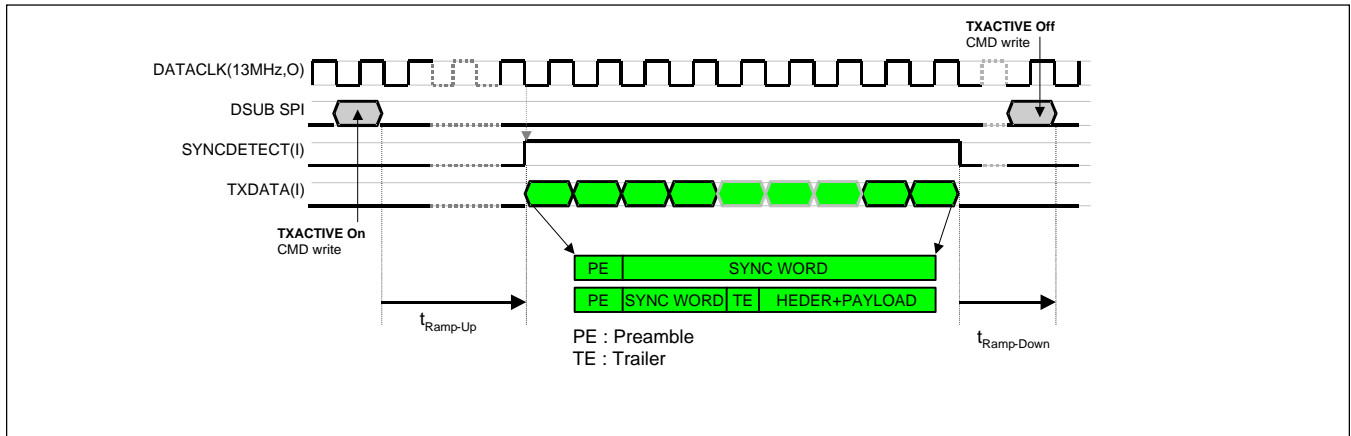 TXACTIVE Off
CMD write
DATACLK(13MHz,O)
DSUB SPI
SYNCDETECT(I)
TXDATA(I)
TXACTIVE On
CMD write
PE SYNC WORD
PE SYNC WORD TE HEDER+PAYLOAD
tRamp-Up
tRamp-Down
PE : Preamble
TE : Trailer